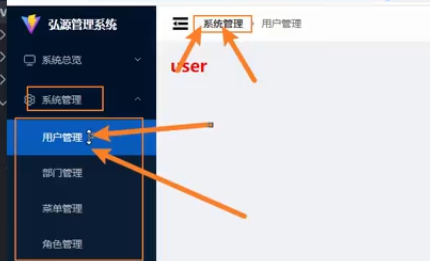 弘源管理系统
系统管理 > 用户管理
系统总览
user
系统管理
用户管理
部门管理
菜单管理
角色管理